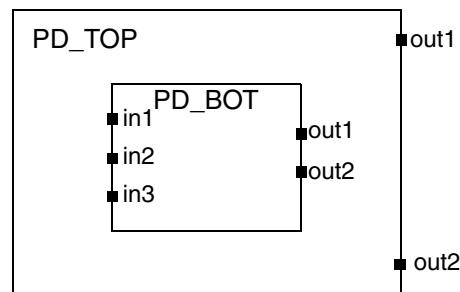 PD_TOP
out1
PD_BOT
in1
out1
in2
out2
in3
out2